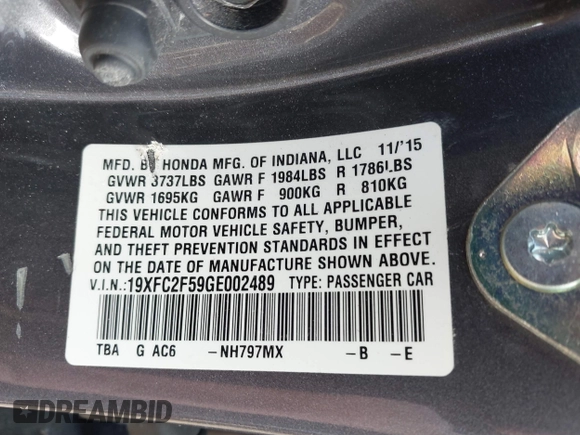 MFD. BY HONDA MFG. OF INDIANA, LLC 11/'15
GVWR 3737LBS GAWR F 1984LBS R 1786LBS
GVWR 1695KG GAWR F 900KG R 810KG
THIS VEHICLE CONFORMS TO ALL APPLICABLE
FEDERAL MOTOR VEHICLE SAFETY, BUMPER,
AND THEFT PREVENTION STANDARDS IN EFFECT
ON THE DATE OF MANUFACTURE SHOWN ABOVE.
V.I.N.:19XFC2F59GE002489 TYPE: PASSENGER CAR
TBA G AC6 -NH797MX -B -E
DREAMBID